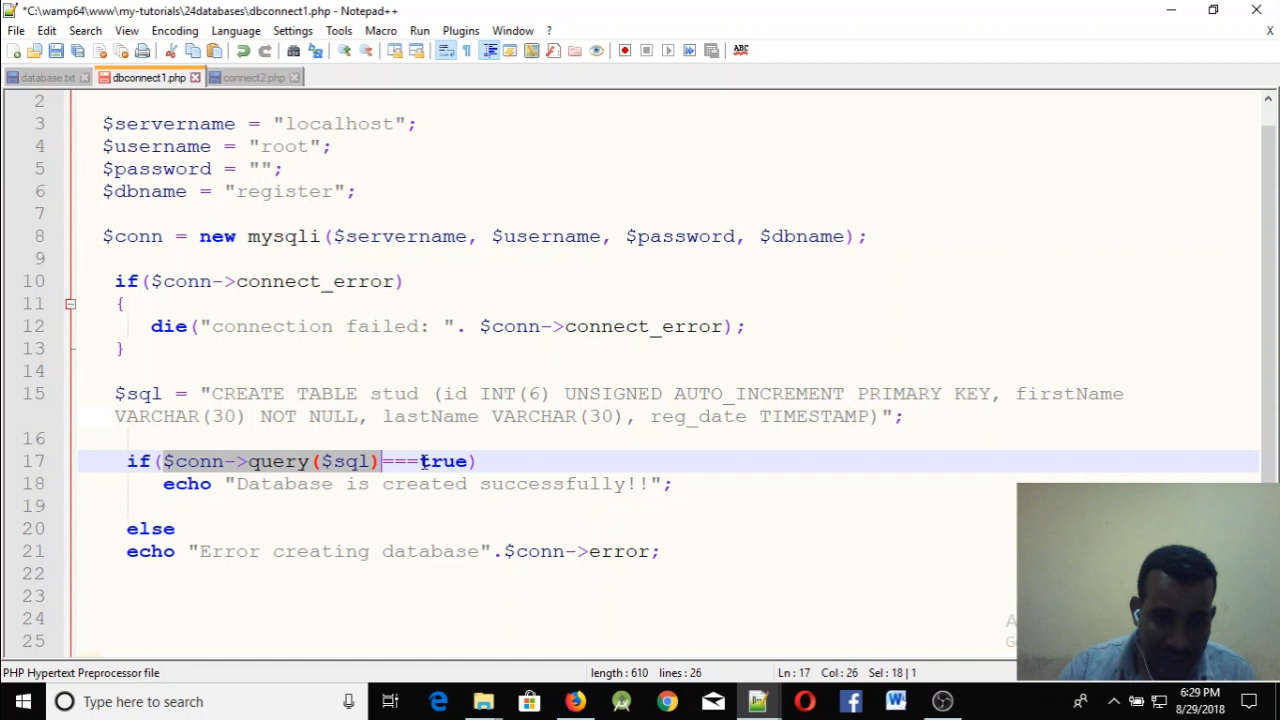 *C:\wamp64\www\my-tutorials\24databases\dbconnect1.php - Notepad++
File Edit Search View Encoding Language Settings Tools Macro Run Plugins Window ? X
database.txt dbconnect1.php connect2.php
2
3 $servername = "localhost";
4 $username = "root";
5 $password = "";
6 $dbname = "register";
7
8 $conn = new mysqli($servername, $username, $password, $dbname);
9
10 if($conn->connect_error)
11 {
12 die("connection failed: ". $conn->connect_error);
13 }
14
15 $sql = "CREATE TABLE stud (id INT(6) UNSIGNED AUTO_INCREMENT PRIMARY KEY, firstName
VARCHAR(30) NOT NULL, lastName VARCHAR(30), reg_date TIMESTAMP)";
16
17 if($conn->query($sql)===true)
18 echo "Database is created successfully!!";
19
20 else
21 echo "Error creating database".$conn->error;
22
23
24
25
PHP Hypertext Preprocessor file length : 610 lines : 26 Ln : 17 Col : 26 Sel : 18 | 1
Type here to search
6:29 PM
8/29/2018